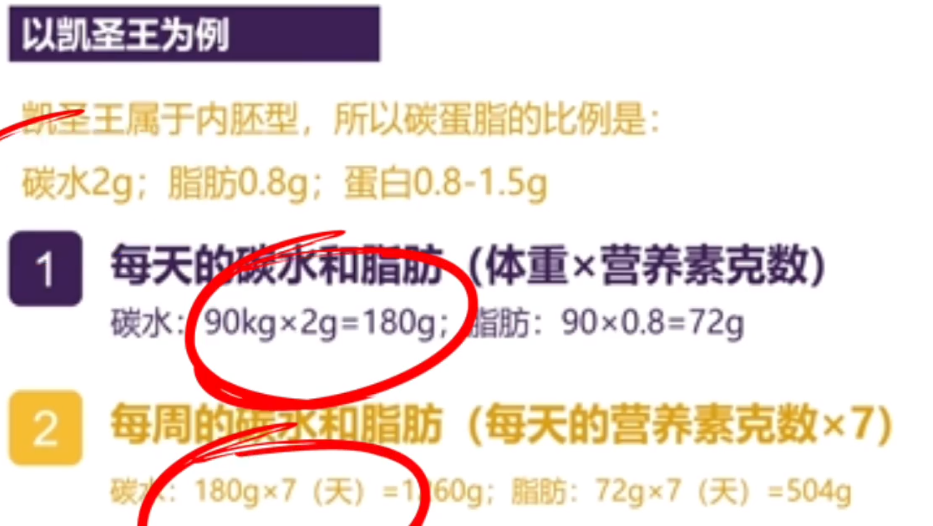 以凯圣王为例
凯圣王属于内胚型，所以碳蛋脂的比例是：
碳水2g；脂肪0.8g；蛋白0.8-1.5g
1
每天的碳水和脂肪（体重×营养素克数）
碳水：90kg×2g=180g；脂肪：90×0.8=72g
2
每周的碳水和脂肪（每天的营养素克数×7）
碳水：180g×7（天）=1260g；脂肪：72g×7（天）=504g